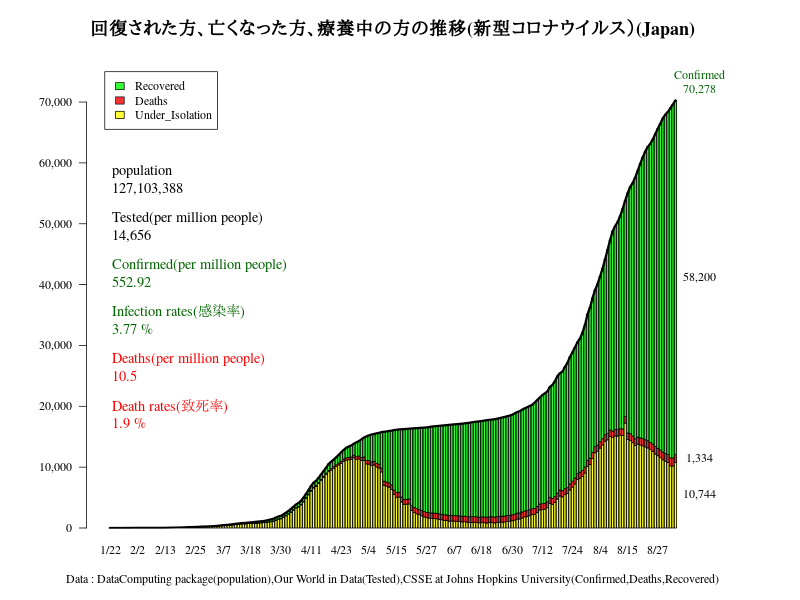 回復された方、亡くなった方、療養中の方の推移(新型コロナウイルス)(Japan)
Confirmed
70,278
Recovered
Deaths
Under_Isolation
population
127,103,388
Tested(per million people)
14,656
Confirmed(per million people)
552.92
Infection rates(感染率)
3.77 %
Deaths(per million people)
10.5
Death rates(致死率)
1.9 %
70,000
60,000
50,000
40,000
30,000
20,000
10,000
0
58,200
1,334
10,744
1/22 2/2 2/13 2/25 3/7 3/18 3/30 4/11 4/23 5/4 5/15 5/27 6/7 6/18 6/30 7/12 7/24 8/4 8/15 8/27
Data : DataComputing package(population),Our World in Data(Tested),CSSE at Johns Hopkins University(Confirmed,Deaths,Recovered)